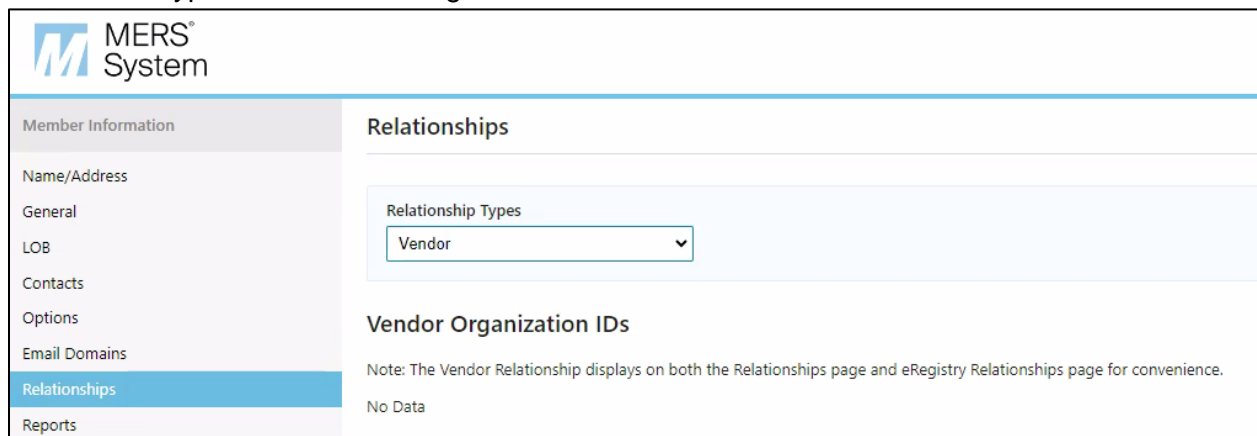 MERS®
System
Member Information
Name/Address
General
LOB
Contacts
Options
Email Domains
Relationships
Reports
Relationships
Relationship Types
Vendor
Vendor Organization IDs
Note: The Vendor Relationship displays on both the Relationships page and eRegistry Relationships page for convenience.
No Data